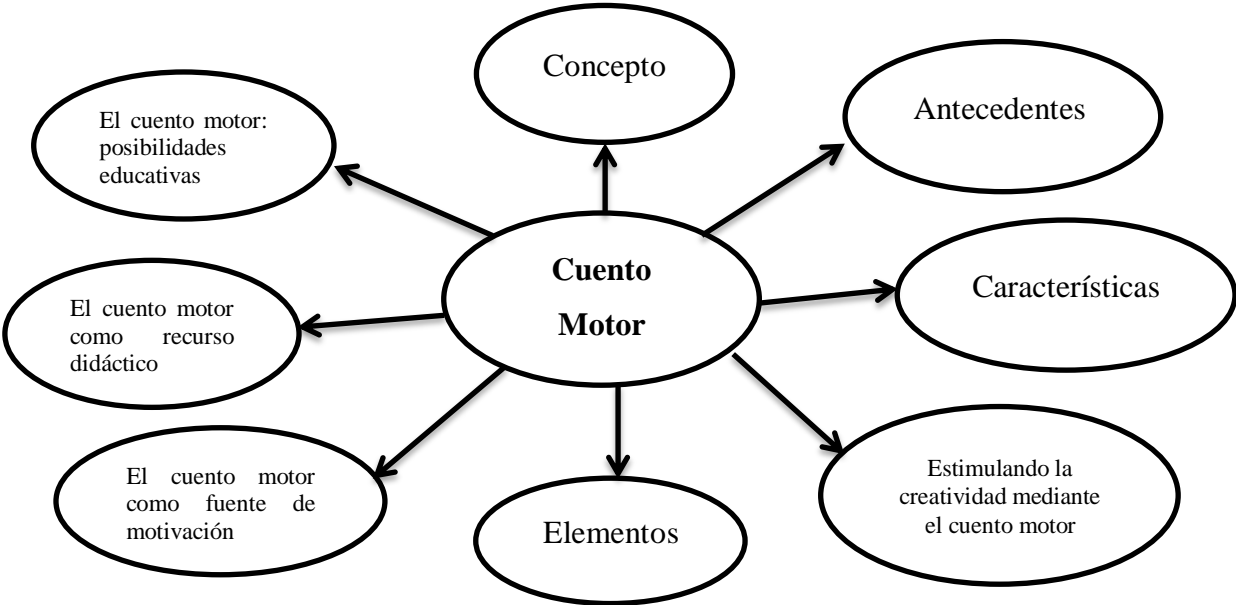 Concepto
Antecedentes
El cuento motor:
posibilidades
educativas
Cuento
Motor
Características
El cuento motor
como recurso
didáctico
El cuento motor
como fuente de
motivación
Elementos
Estimulando la
creatividad mediante
el cuento motor